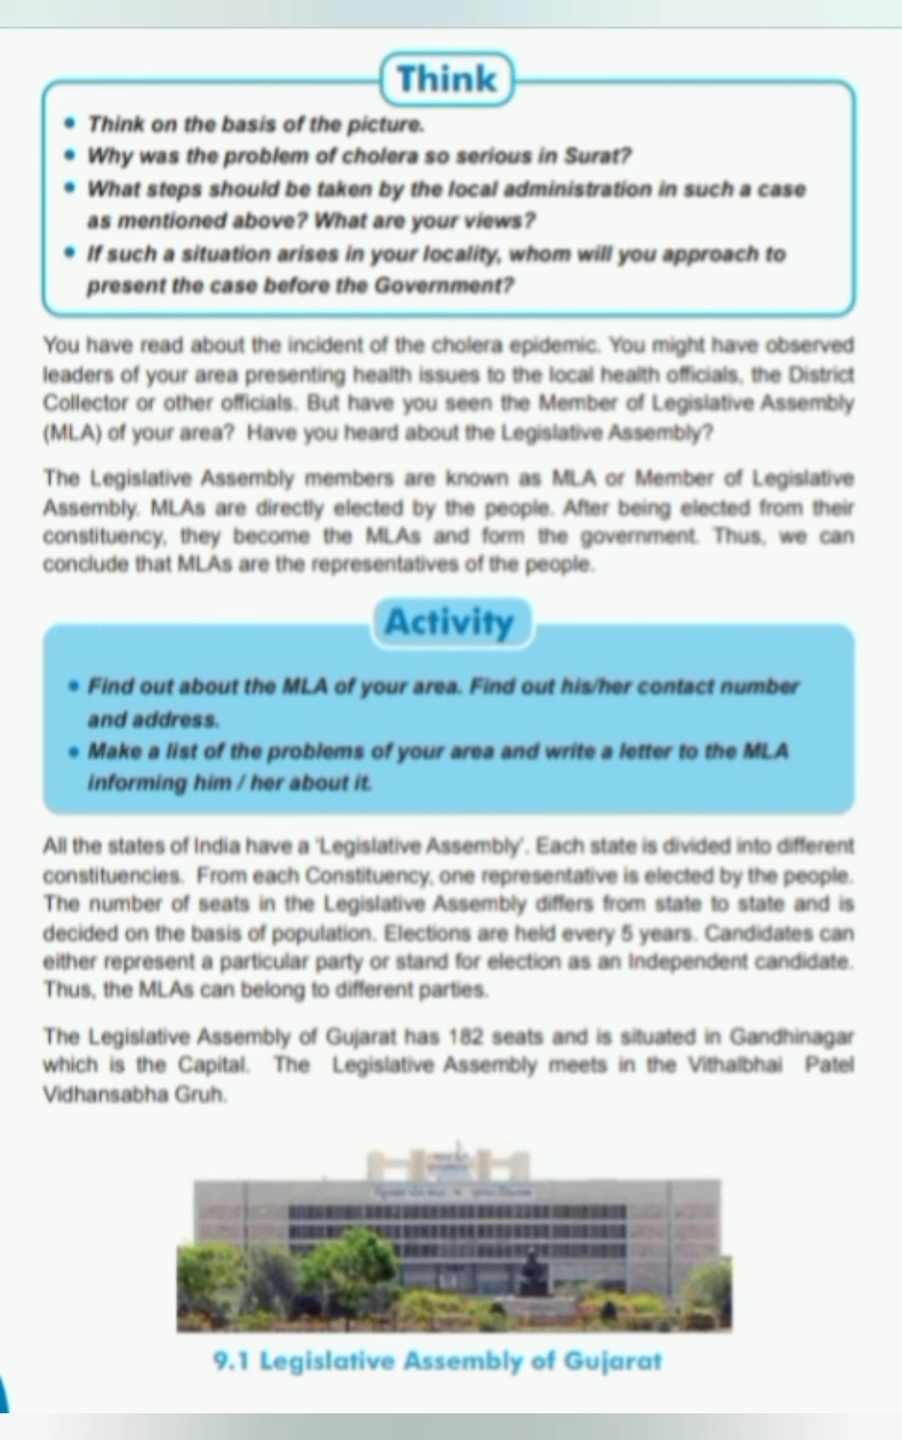 Think
• Think on the basis of the picture.
• Why was the problem of cholera so serious in Surat?
• What steps should be taken by the local administration in such a case
as mentioned above? What are your views?
• If such a situation arises in your locality, whom will you approach to
present the case before the Government?
You have read about the incident of the cholera epidemic. You might have observed
leaders of your area presenting health issues to the local health officials, the District
Collector or other officials. But have you seen the Member of Legislative Assembly
(MLA) of your area? Have you heard about the Legislative Assembly?
The Legislative Assembly members are known as MLA or Member of Legislative
Assembly. MLAs are directly elected by the people. After being elected from their
constituency, they become the MLAs and form the government. Thus, we can
conclude that MLAs are the representatives of the people.
Activity
• Find out about the MLA of your area. Find out his/her contact number
and address.
• Make a list of the problems of your area and write a letter to the MLA
informing him / her about it.
All the states of India have a 'Legislative Assembly'. Each state is divided into different
constituencies. From each Constituency, one representative is elected by the people.
The number of seats in the Legislative Assembly differs from state to state and is
decided on the basis of population. Elections are held every 5 years. Candidates can
either represent a particular party or stand for election as an Independent candidate.
Thus, the MLAs can belong to different parties.
The Legislative Assembly of Gujarat has 182 seats and is situated in Gandhinagar
which is the Capital. The Legislative Assembly meets in the Vithalbhai Patel
Vidhansabha Gruh.
9.1 Legislative Assembly of Gujarat